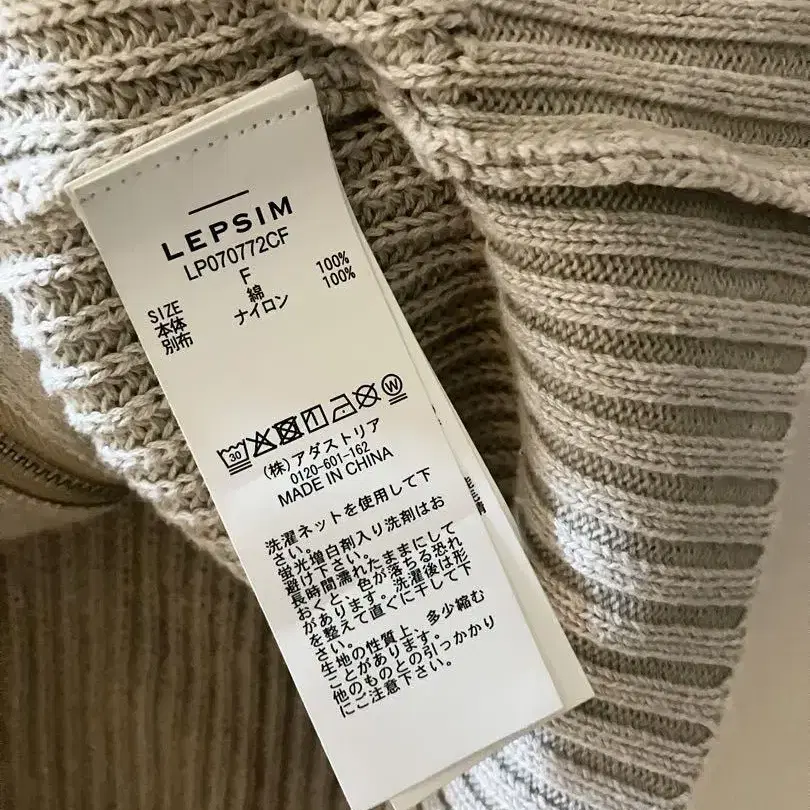 LEPSIM
LP070772CF
SIZE F
本体 綿 100%
別布 ナイロン 100%
30 W
(株)アダストリア
0120-601-162
MADE IN CHINA
洗濯ネットを使用して下
さい。
蛍光増白剤入り洗剤はお
避け下さい。
長時間濡れたままにして
おくと、色が落ちる恐れ
があります。洗濯後は形
を整えて直ぐに干して下
さい。
生地の性質上、多少縮む
ことがあります。
他のものとの引っかかり
にご注意下さい。